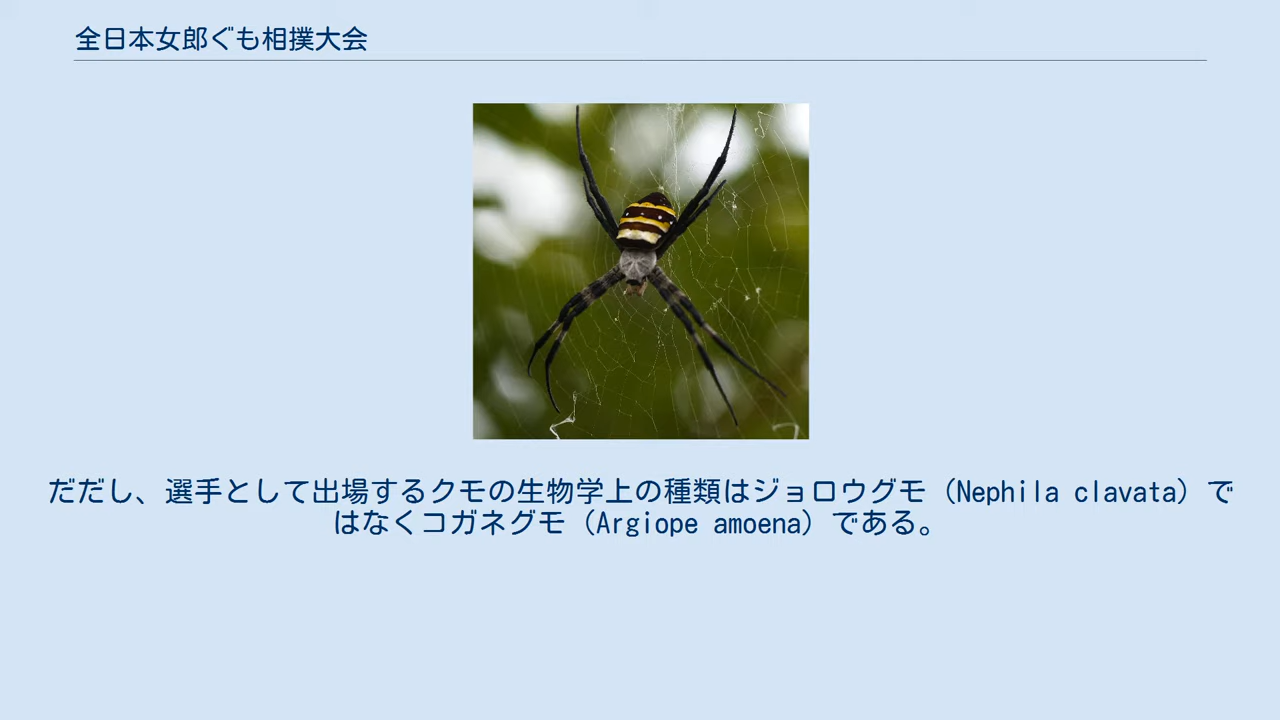 全日本女郎ぐも相撲大会
だだし、選手として出場するクモの生物学上の種類はジョロウグモ（Nephila clavata）で
はなくコガネグモ（Argiope amoena）である。